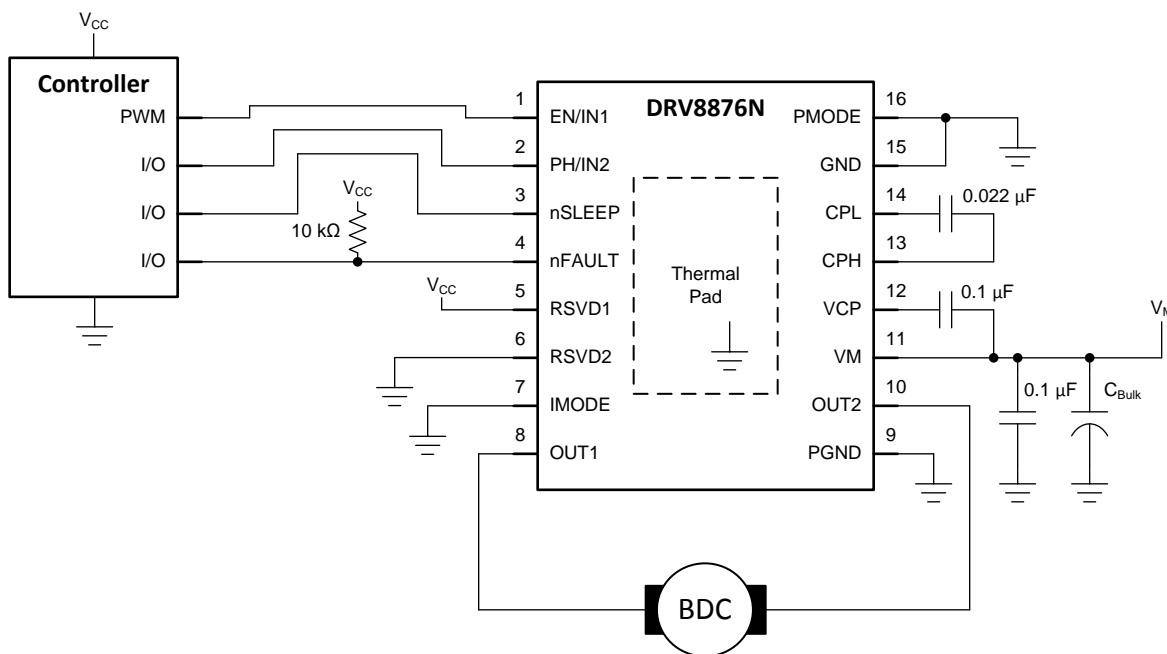 VCC
Controller
PWM
I/O
I/O
I/O
VCC
10 kΩ
VCC
DRV8876N
1
EN/IN1
2
PH/IN2
3
nSLEEP
4
nFAULT
5
RSVD1
6
RSVD2
7
IMODE
8
OUT1
Thermal
Pad
16
PMODE
15
GND
14
CPL
0.022 µF
13
CPH
12
VCP
0.1 µF
11
VM
VM
10
OUT2
0.1 µF
CBulk
9
PGND
BDC